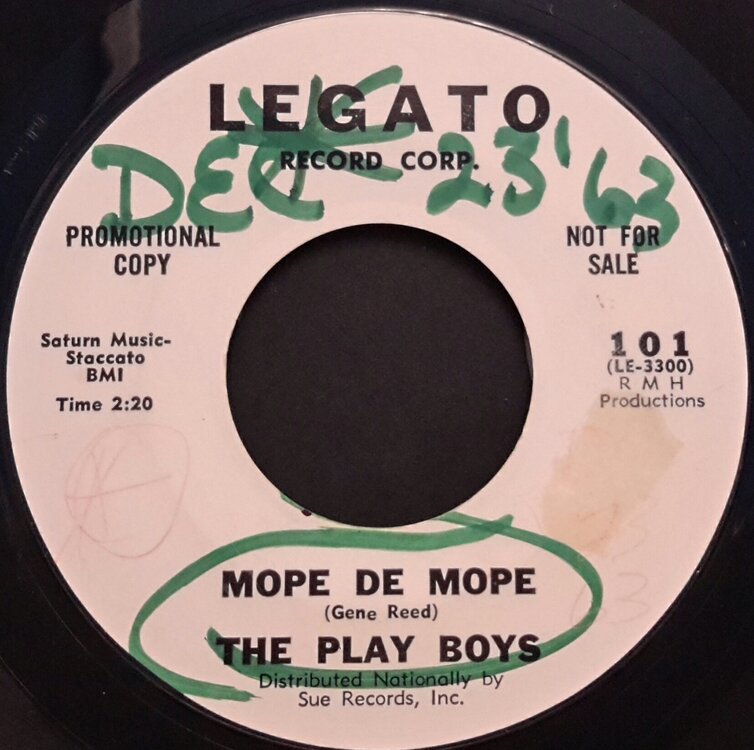 LEGATO
RECORD CORP.
DEC 23'63
PROMOTIONAL
COPY
NOT FOR
SALE
Saturn Music-
Staccato
BMI
Time 2:20
101
(LE-3300)
R M H
Productions
MOPE DE MOPE
(Gene Reed)
THE PLAY BOYS
Distributed Nationally by
Sue Records, Inc.